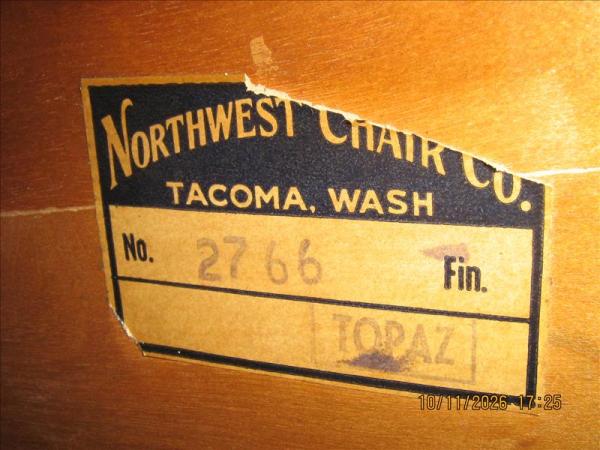 NORTHWEST CHAIR CO.
TACOMA, WASH
No. 2766 Fin.
TOPAZ
10/11/2026 17:25